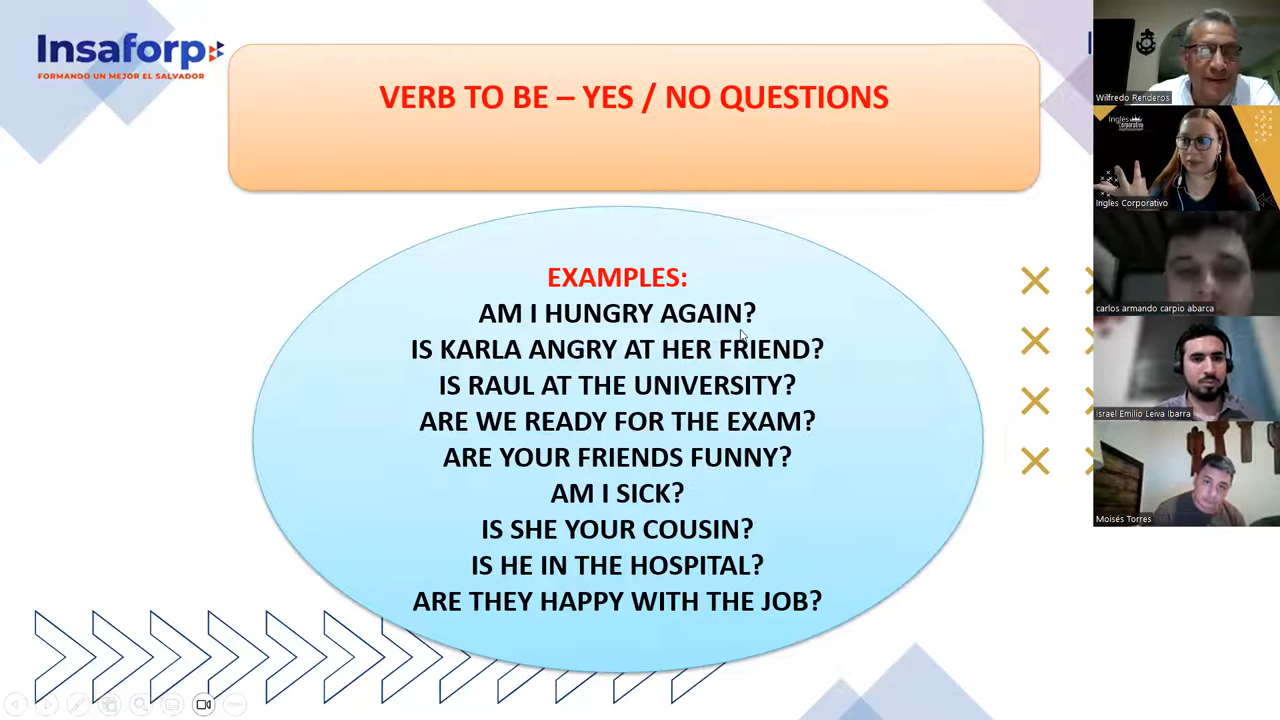 Insaforp
FORMANDO UN MEJOR EL SALVADOR
VERB TO BE – YES / NO QUESTIONS
EXAMPLES:
AM I HUNGRY AGAIN?
IS KARLA ANGRY AT HER FRIEND?
IS RAUL AT THE UNIVERSITY?
ARE WE READY FOR THE EXAM?
ARE YOUR FRIENDS FUNNY?
AM I SICK?
IS SHE YOUR COUSIN?
IS HE IN THE HOSPITAL?
ARE THEY HAPPY WITH THE JOB?
Wilfredo Renderos
Inglés
Corporativo
Ingles Corporativo
carlos armando carpio abarca
Israel Emilio Leiva Ibarra
Moisés Torres